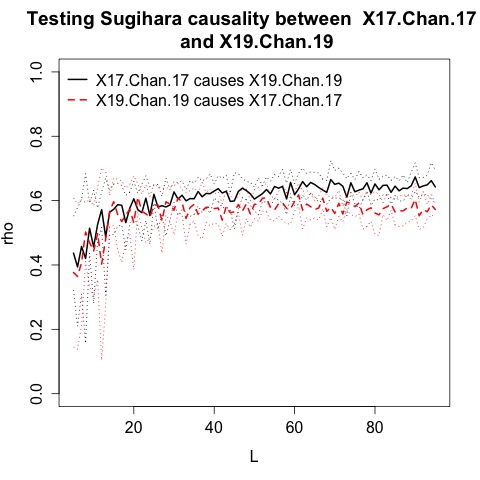 Testing Sugihara causality between X17.Chan.17
and X19.Chan.19
X17.Chan.17 causes X19.Chan.19
X19.Chan.19 causes X17.Chan.17
rho
1.0
0.8
0.6
0.4
0.2
0.0
20 40 60 80
L